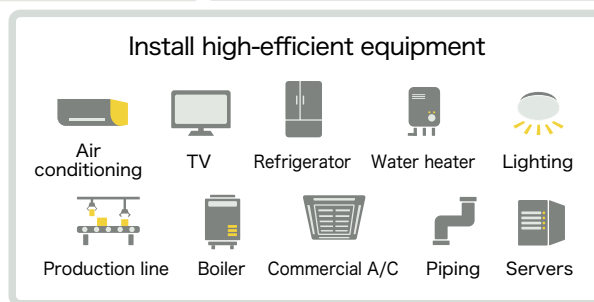 Install high-efficient equipment
Air
conditioning
TV
Refrigerator
Water heater
Lighting
Production line
Boiler
Commercial A/C
Piping
Servers